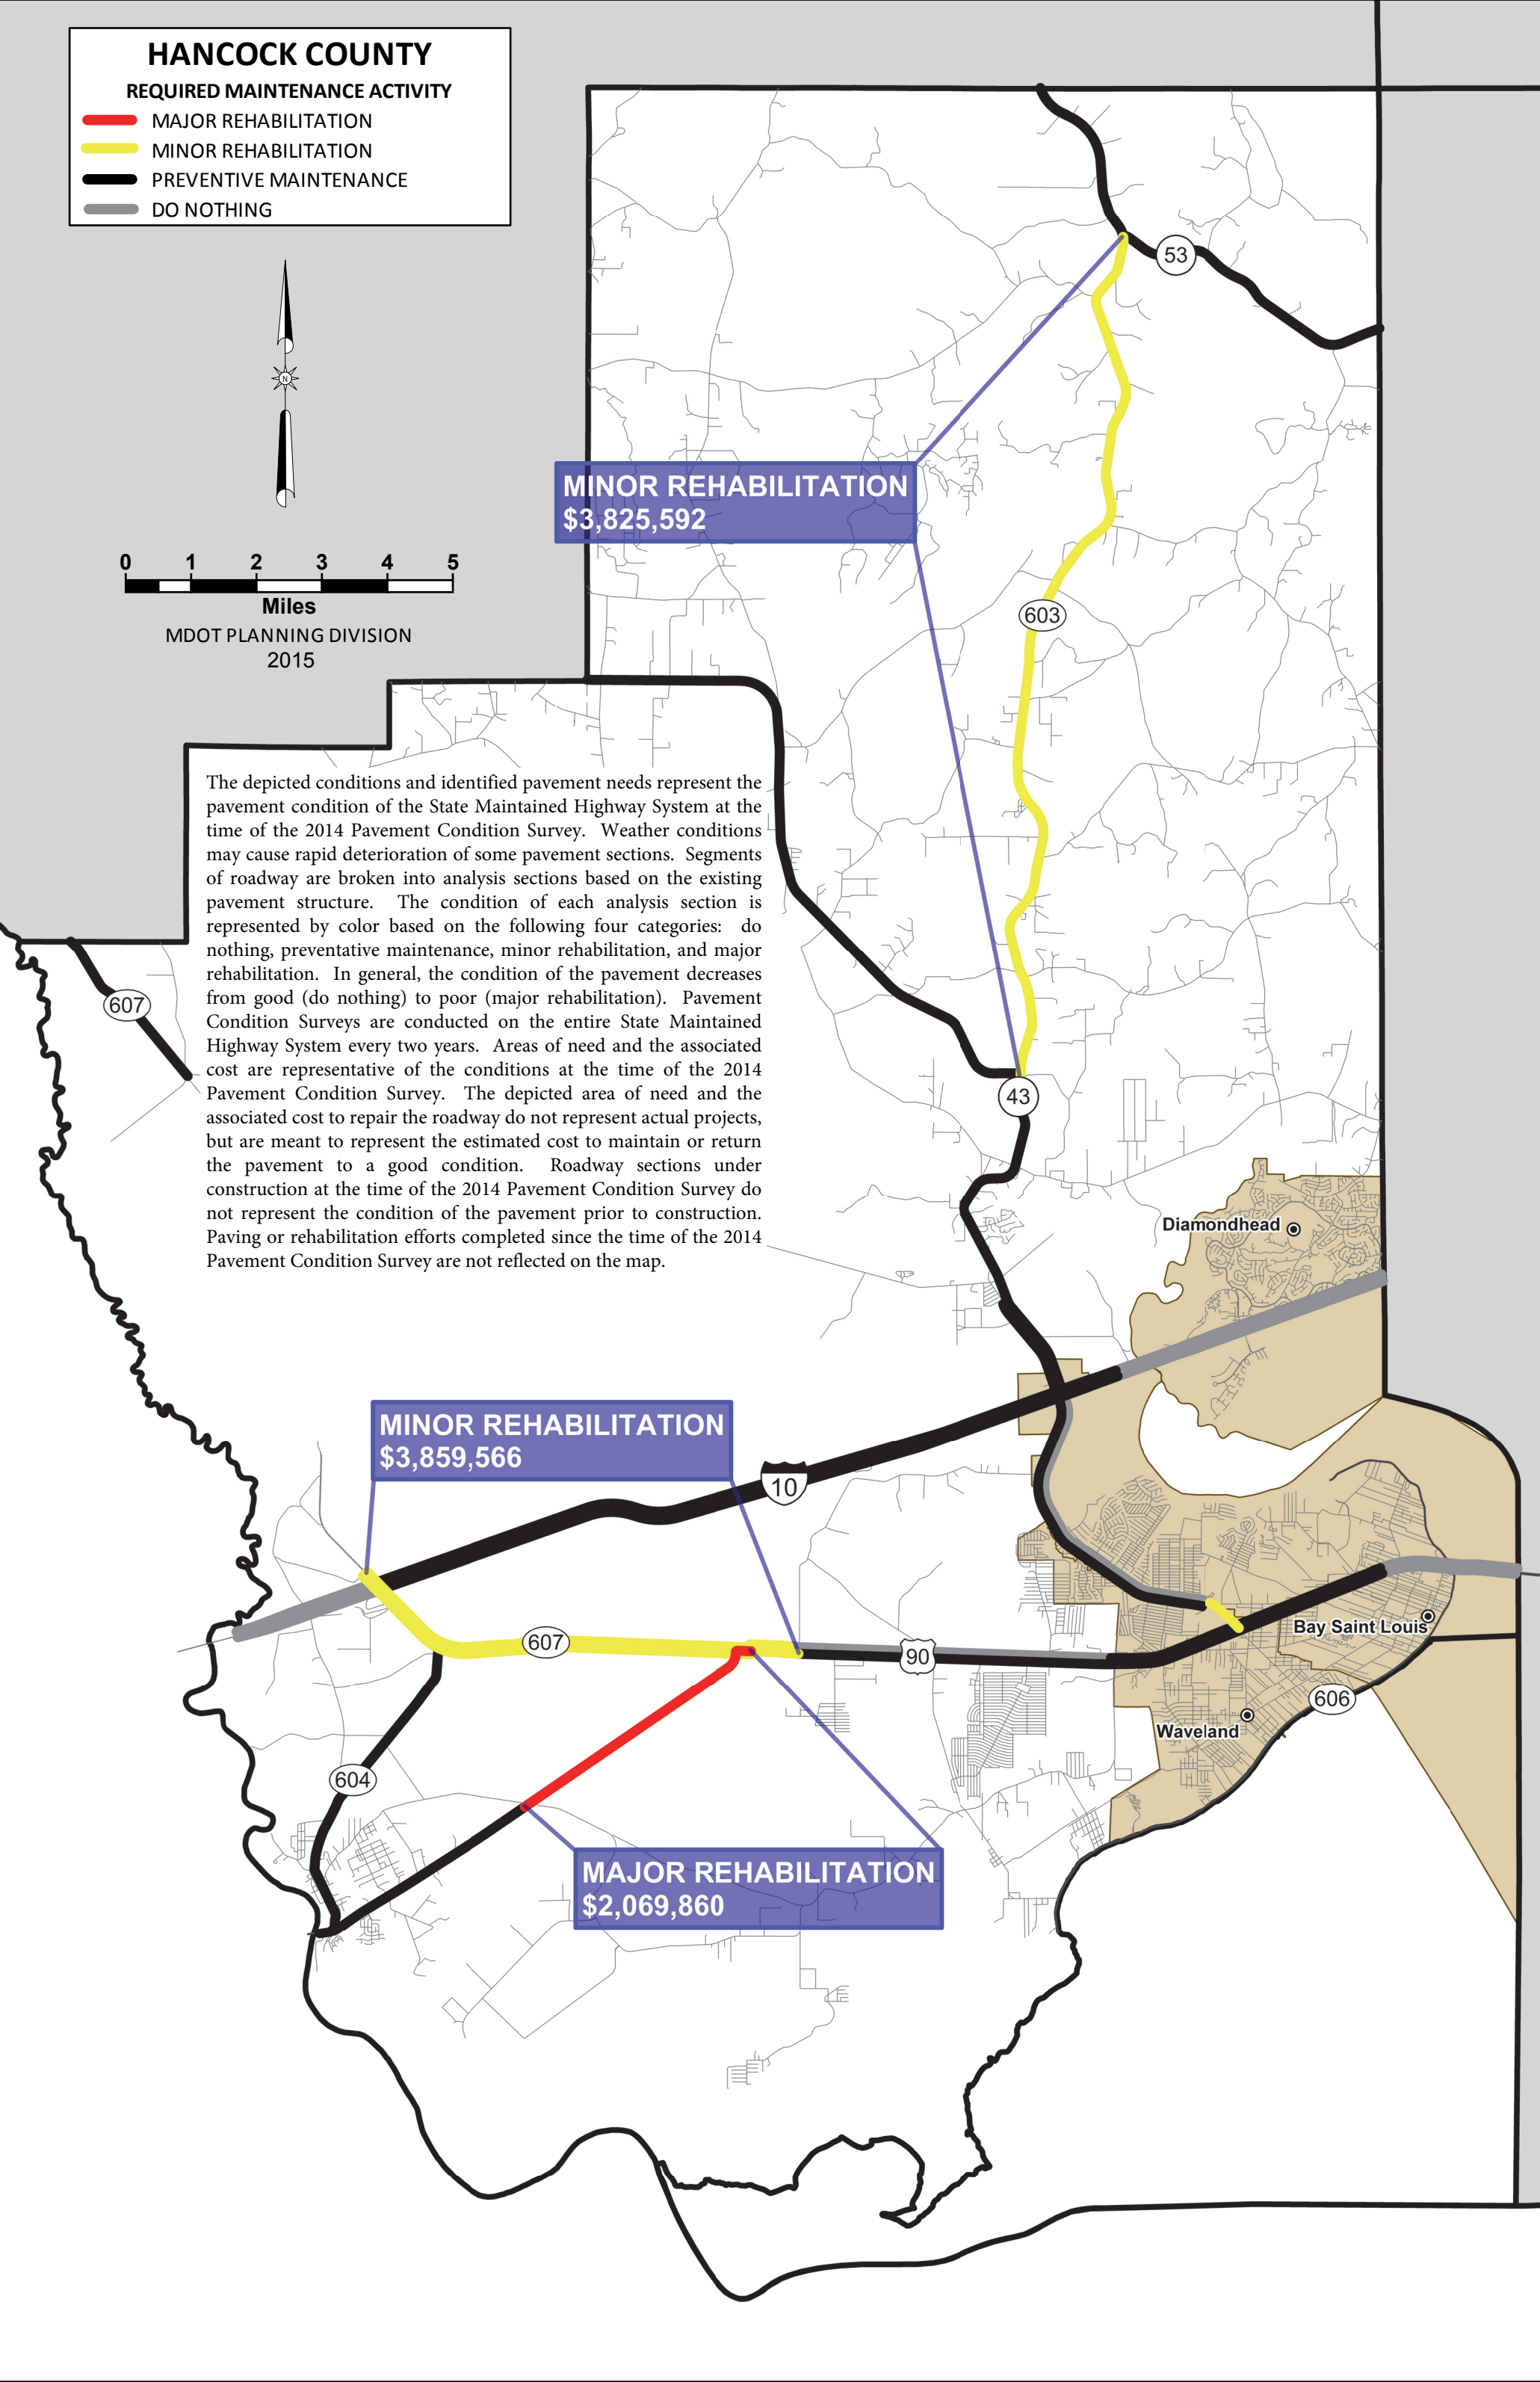 HANCOCK COUNTY
REQUIRED MAINTENANCE ACTIVITY
MAJOR REHABILITATION
MINOR REHABILITATION
PREVENTIVE MAINTENANCE
DO NOTHING
N
0 1 2 3 4 5
Miles
MDOT PLANNING DIVISION
2015
53
MINOR REHABILITATION
$3,825,592
603
The depicted conditions and identified pavement needs represent the
pavement condition of the State Maintained Highway System at the
time of the 2014 Pavement Condition Survey. Weather conditions
may cause rapid deterioration of some pavement sections. Segments
of roadway are broken into analysis sections based on the existing
pavement structure. The condition of each analysis section is
represented by color based on the following four categories: do
nothing, preventative maintenance, minor rehabilitation, and major
rehabilitation. In general, the condition of the pavement decreases
from good (do nothing) to poor (major rehabilitation). Pavement
Condition Surveys are conducted on the entire State Maintained
Highway System every two years. Areas of need and the associated
cost are representative of the conditions at the time of the 2014
Pavement Condition Survey. The depicted area of need and the
associated cost to repair the roadway do not represent actual projects,
but are meant to represent the estimated cost to maintain or return
the pavement to a good condition. Roadway sections under
construction at the time of the 2014 Pavement Condition Survey do
not represent the condition of the pavement prior to construction.
Paving or rehabilitation efforts completed since the time of the 2014
Pavement Condition Survey are not reflected on the map.
607
43
Diamondhead
MINOR REHABILITATION
$3,859,566
10
607
90
Bay Saint Louis
606
Waveland
604
MAJOR REHABILITATION
$2,069,860